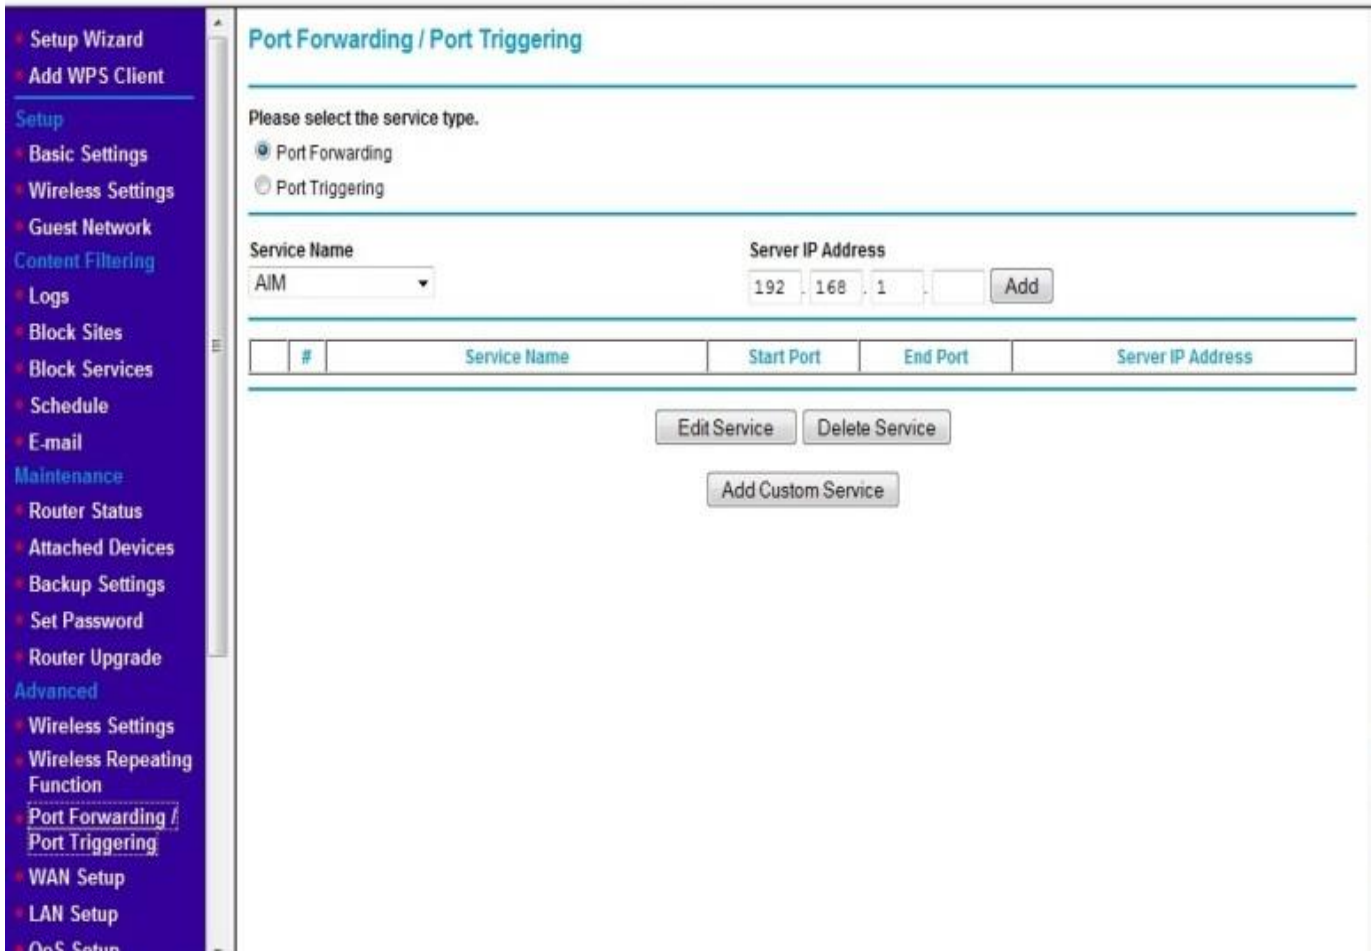 Setup Wizard
Add WPS Client
Setup
Basic Settings
Wireless Settings
Guest Network
Content Filtering
Logs
Block Sites
Block Services
Schedule
E-mail
Maintenance
Router Status
Attached Devices
Backup Settings
Set Password
Router Upgrade
Advanced
Wireless Settings
Wireless Repeating
Function
Port Forwarding /
Port Triggering
WAN Setup
LAN Setup
QoS Setup
Port Forwarding / Port Triggering
Please select the service type.
Port Forwarding
Port Triggering
Service Name
AIM
Server IP Address
192 . 168 . 1 . Add
# Service Name Start Port End Port Server IP Address
Edit Service Delete Service
Add Custom Service